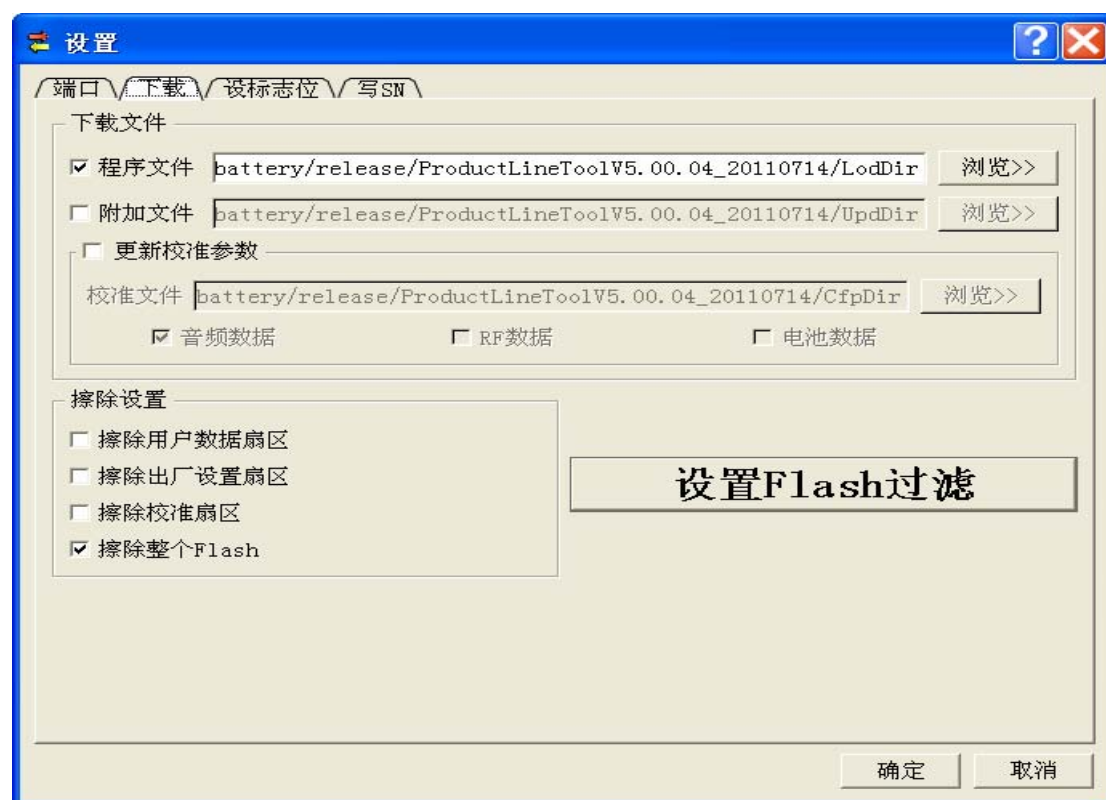 设置
端口 下载 设标志位 写SN
下载文件
程序文件 battery/release/ProductLineToolV5.00.04_20110714/LodDir 浏览>>
附加文件 battery/release/ProductLineToolV5.00.04_20110714/UpdDir 浏览>>
更新校准参数
校准文件 battery/release/ProductLineToolV5.00.04_20110714/CfpDir 浏览>>
音频数据 RF数据 电池数据
擦除设置
擦除用户数据扇区
擦除出厂设置扇区
设置Flash过滤
擦除校准扇区
擦除整个Flash
确定 取消